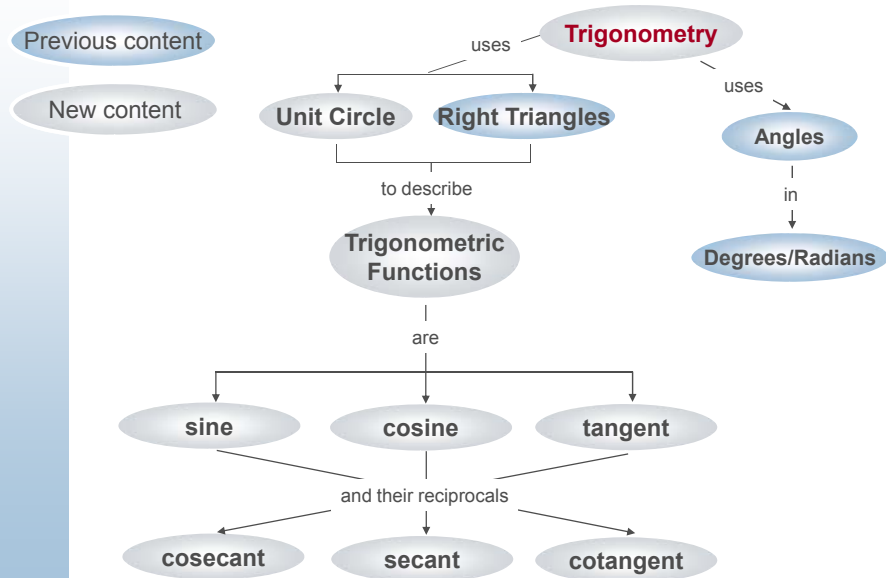 Previous content
New content
Trigonometry
uses
uses
Unit Circle
Right Triangles
Angles
to describe
in
Trigonometric
Functions
Degrees/Radians
are
sine
cosine
tangent
and their reciprocals
cosecant
secant
cotangent